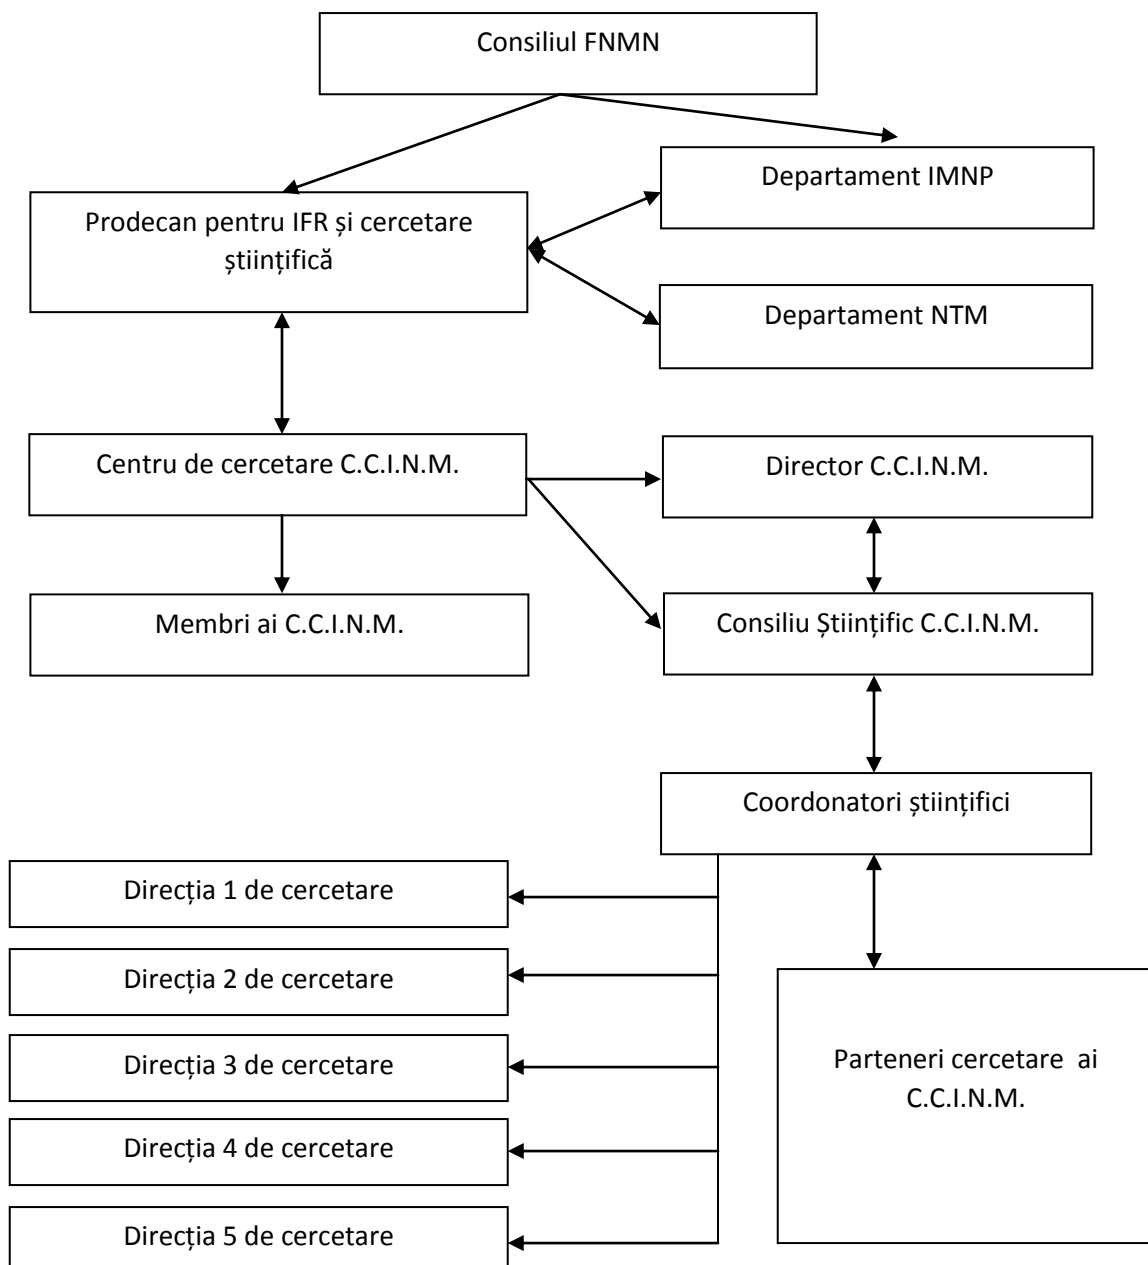 Consiliul FNMN
Departament IMNP
Prodecan pentru IFR și cercetare
științifică
Departament NTM
Centru de cercetare C.C.I.N.M.
Director C.C.I.N.M.
Membri ai C.C.I.N.M.
Consiliu Științific C.C.I.N.M.
Coordonatori științifici
Direcția 1 de cercetare
Direcția 2 de cercetare
Direcția 3 de cercetare
Parteneri cercetare  ai
C.C.I.N.M.
Direcția 4 de cercetare
Direcția 5 de cercetare